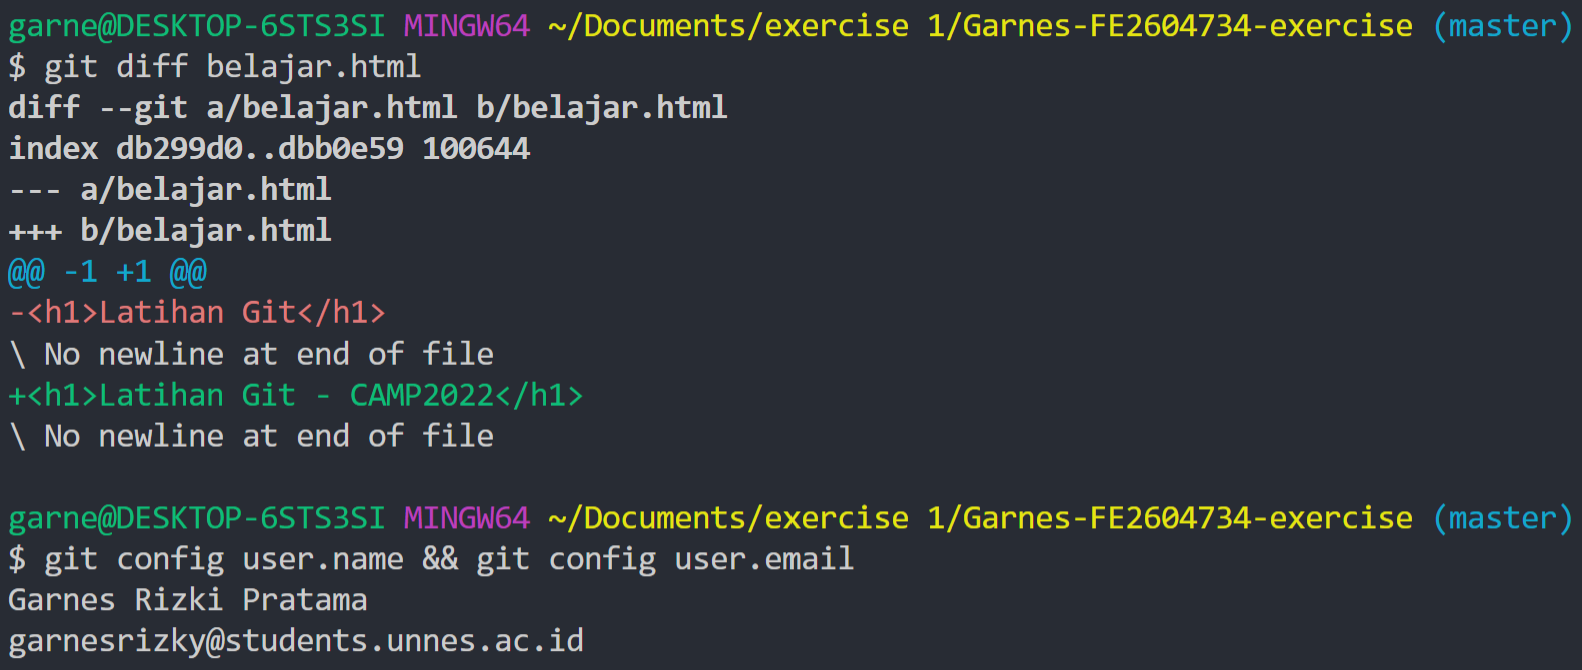 garne@DESKTOP-6STS3SI MINGW64 ~/Documents/exercise 1/Garnes-FE2604734-exercise (master)
$ git diff belajar.html
diff --git a/belajar.html b/belajar.html
index db299d0..dbb0e59 100644
--- a/belajar.html
+++ b/belajar.html
@@ -1 +1 @@
-<h1>Latihan Git</h1>
\ No newline at end of file
+<h1>Latihan Git - CAMP2022</h1>
\ No newline at end of file

garne@DESKTOP-6STS3SI MINGW64 ~/Documents/exercise 1/Garnes-FE2604734-exercise (master)
$ git config user.name && git config user.email
Garnes Rizki Pratama
garnesrizky@students.unnes.ac.id